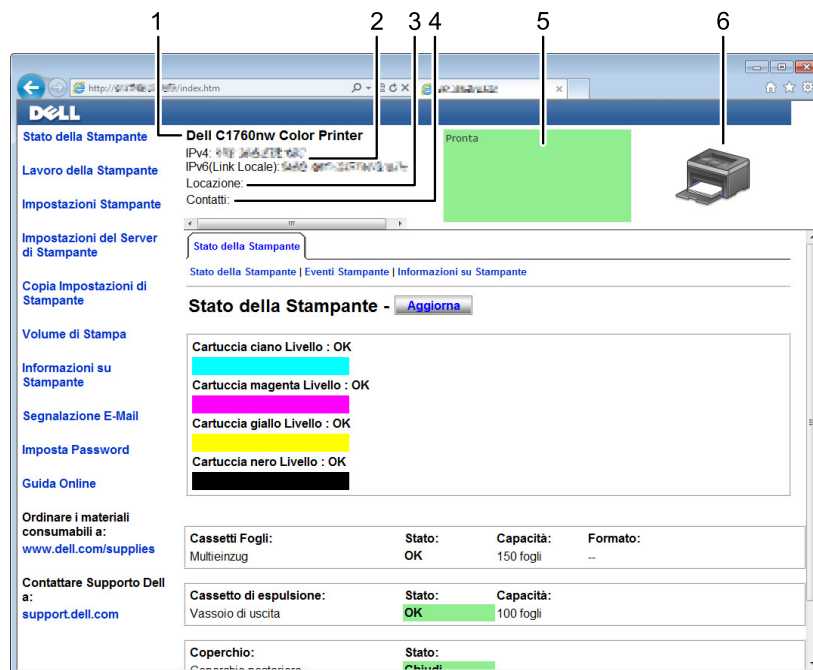 1 2 3 4 5 6
http:// /index.htm
DELL
Stato della Stampante
Lavoro della Stampante
Impostazioni Stampante
Impostazioni del Server
di Stampante
Copia Impostazioni di
Stampante
Volume di Stampa
Informazioni su
Stampante
Segnalazione E-Mail
Imposta Password
Guida Online
Ordinare i materiali
consumabili a:
www.dell.com/supplies
Contattare Supporto Dell
a:
support.dell.com
Dell C1760nw Color Printer
IPv4:
IPv6(Link Locale):
Locazione:
Contatti:
Pronta
Stato della Stampante
Stato della Stampante | Eventi Stampante | Informazioni su Stampante
Stato della Stampante - Aggiorna
Cartuccia ciano Livello : OK
Cartuccia magenta Livello : OK
Cartuccia giallo Livello : OK
Cartuccia nero Livello : OK
Cassetti Fogli: Stato: Capacità: Formato:
Multieinzug OK 150 fogli --
Cassetto di espulsione: Stato: Capacità:
Vassoio di uscita OK 100 fogli
Coperchio: Stato:
Coperchio posteriore Chiudi